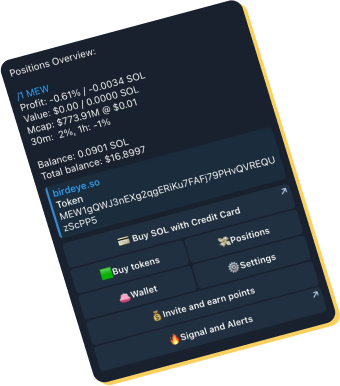 Positions Overview:
/1 MEW
Profit: -0.61% / -0.0034 SOL
Value: $0.00 / 0.0000 SOL
Mcap: $773.91M @ $0.01
30m: 2%, 1h: -1%
Balance: 0.0901 SOL
Total balance: $16.8997
birdeye.so
Token
MEW1gQWJ3nEXg2qgERiKu7FAFj79PHvQVREQU
zScPP5
Buy SOL with Credit Card
Buy tokens
Positions
Wallet
Settings
Invite and earn points
Signal and Alerts